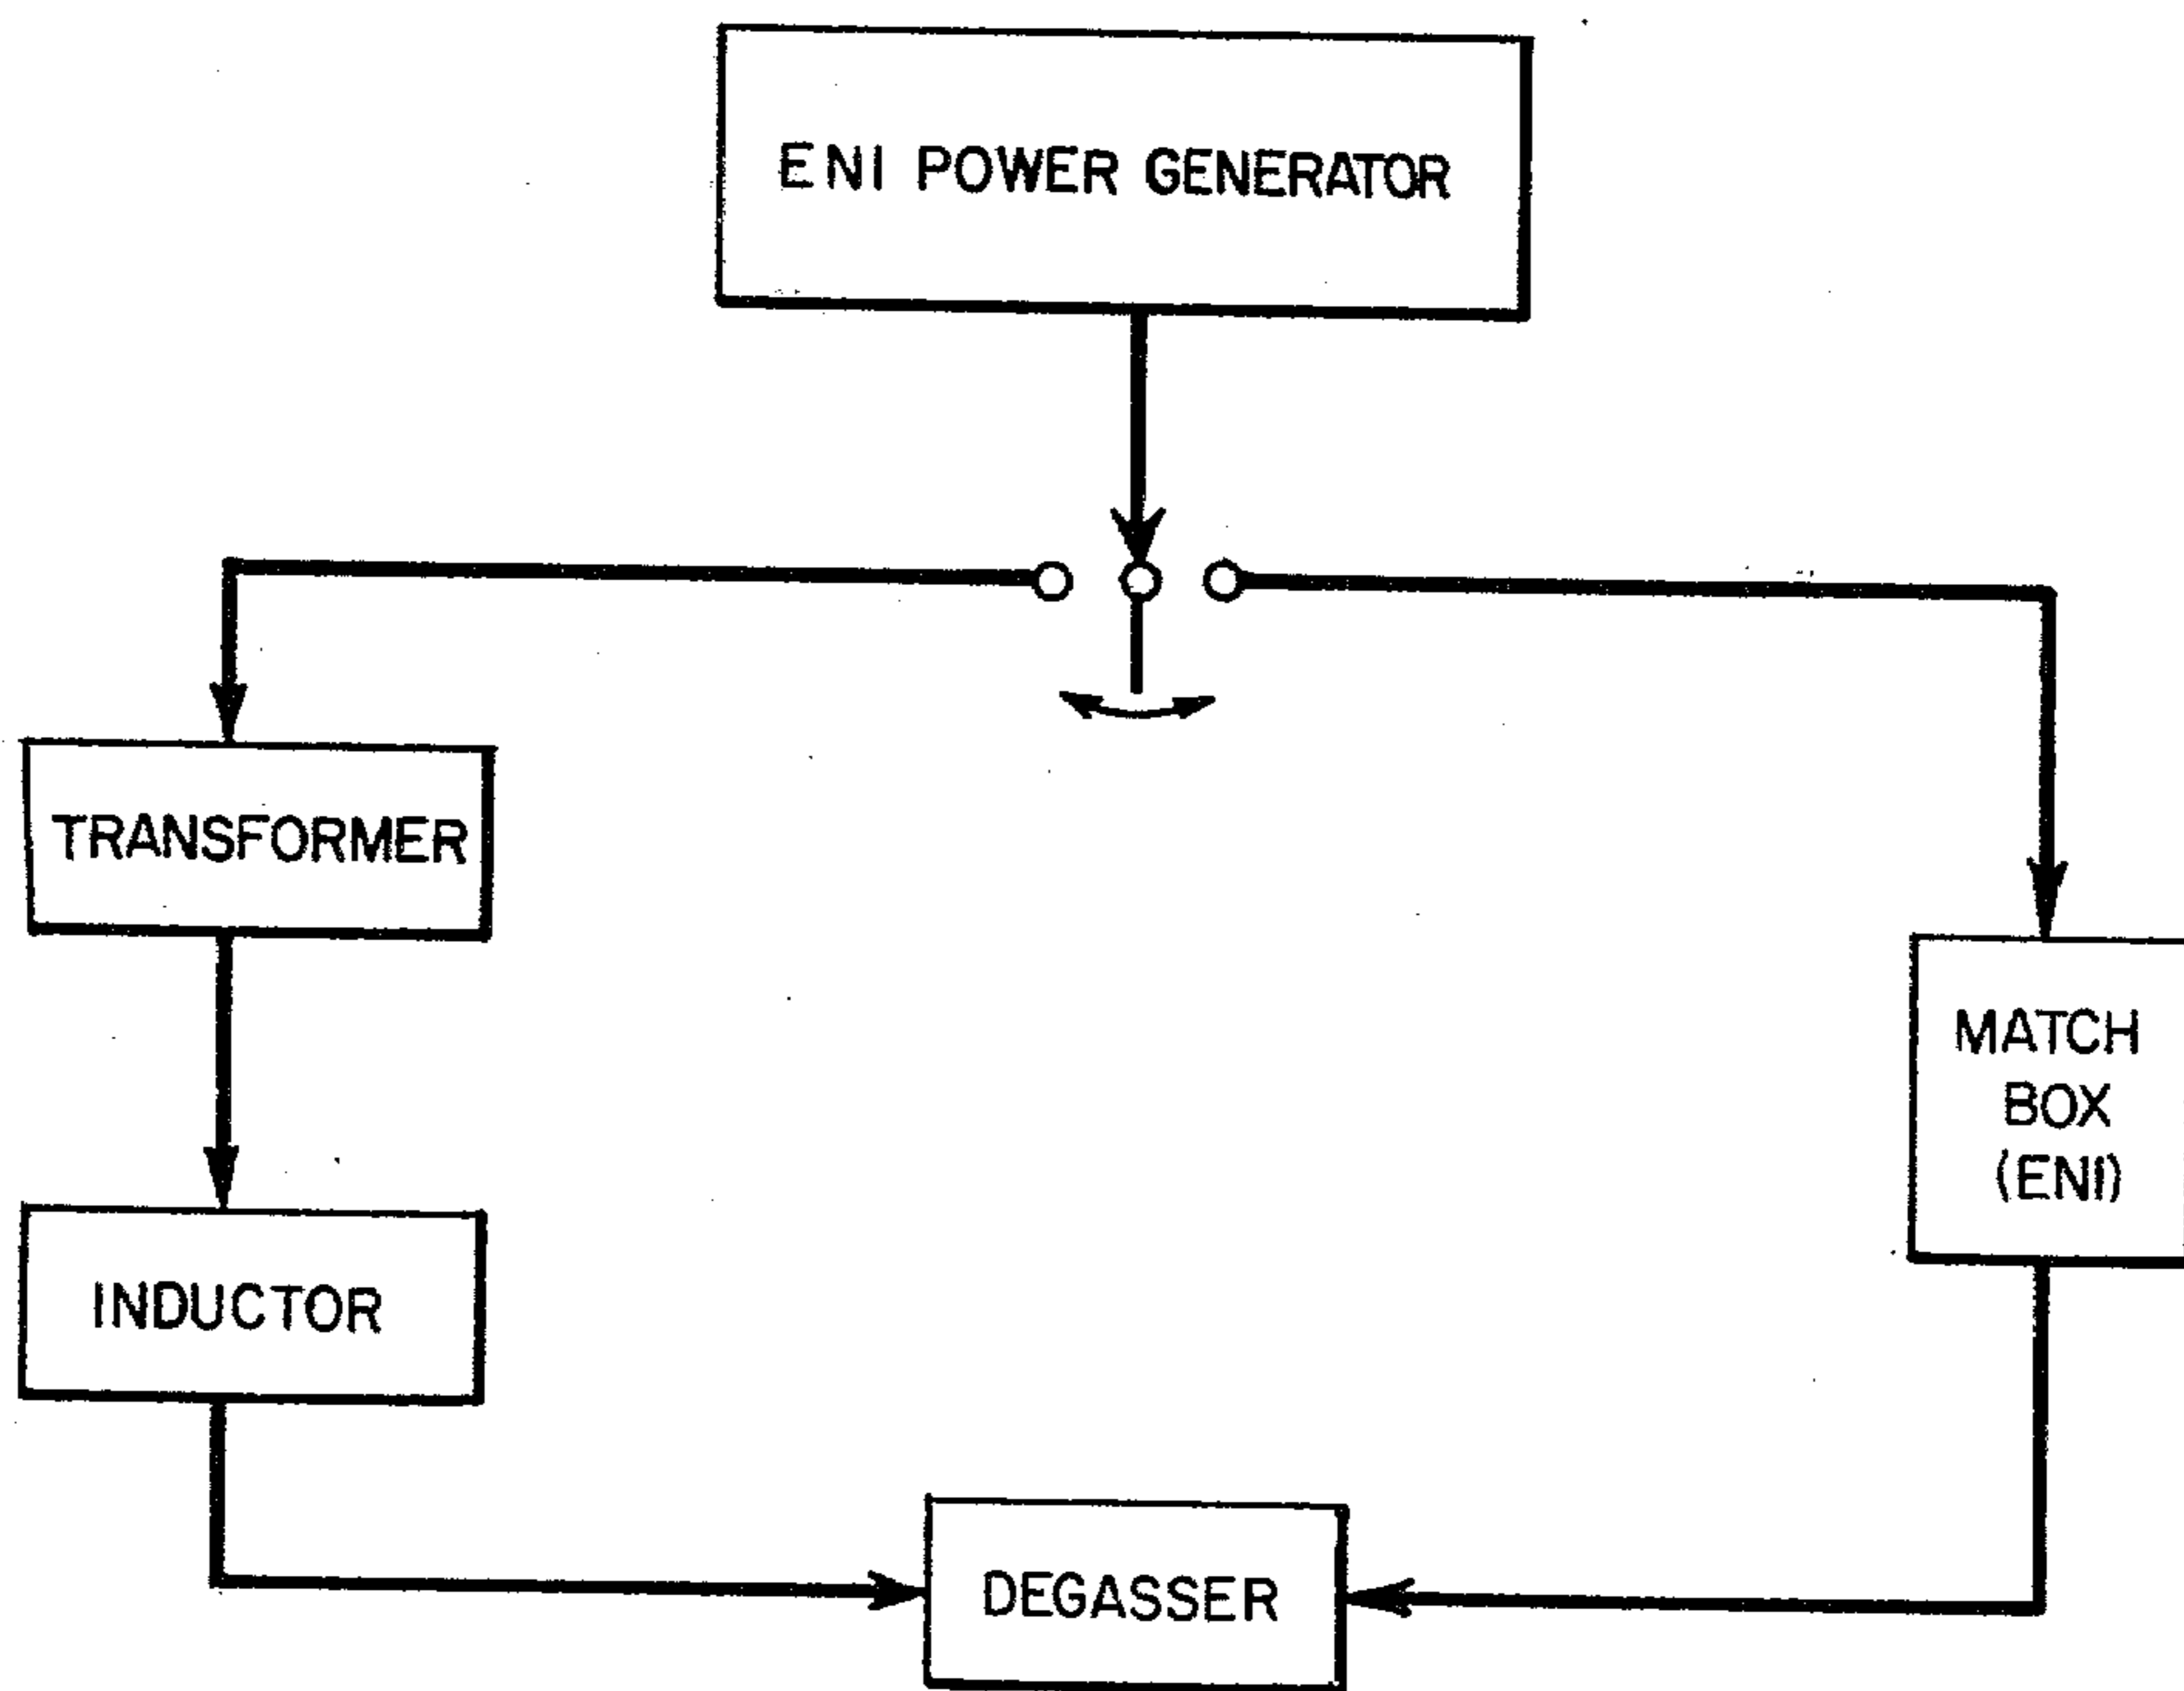 ENI POWER GENERATOR
TRANSFORMER
MATCH
BOX
(ENI)
INDUCTOR
DEGASSER